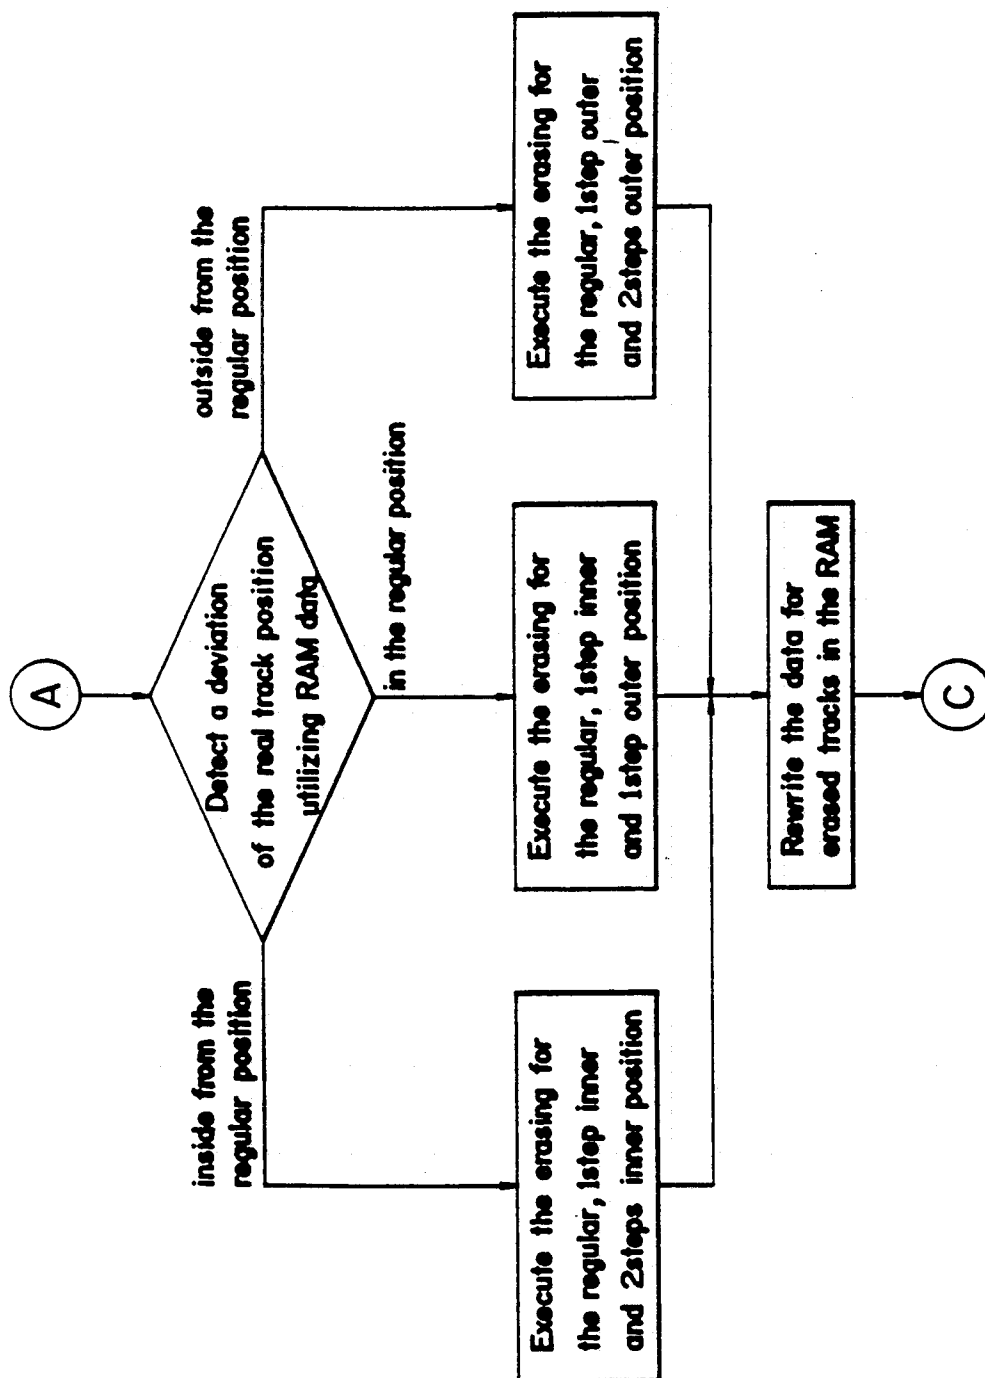 A
Detect a deviation
of the real track position
utilizing RAM data
inside from the
regular position
in the regular position
outside from the
regular position
Execute the erasing for
the regular, 1step inner
and 2steps inner position
Execute the erasing for
the regular, 1step inner
and 1step outer position
Execute the erasing for
the regular, 1step outer
and 2steps outer position
Rewrite the data for
erased tracks in the RAM
C